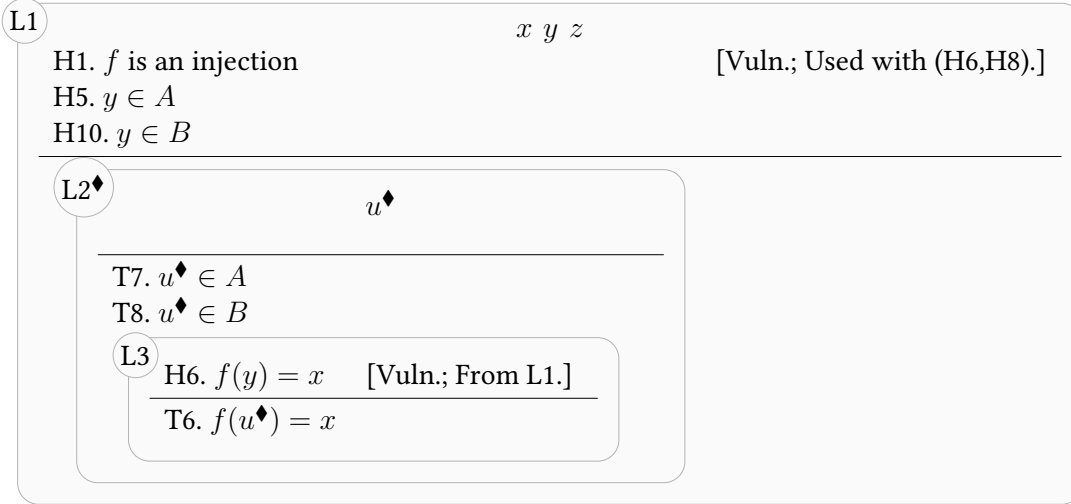 L1
x y z
H1. f is an injection [Vuln.; Used with (H6,H8).]
H5. y ∈ A
H10. y ∈ B
L2♦
u♦
T7. u♦ ∈ A
T8. u♦ ∈ B
L3
H6. f(y) = x [Vuln.; From L1.]
T6. f(u♦) = x